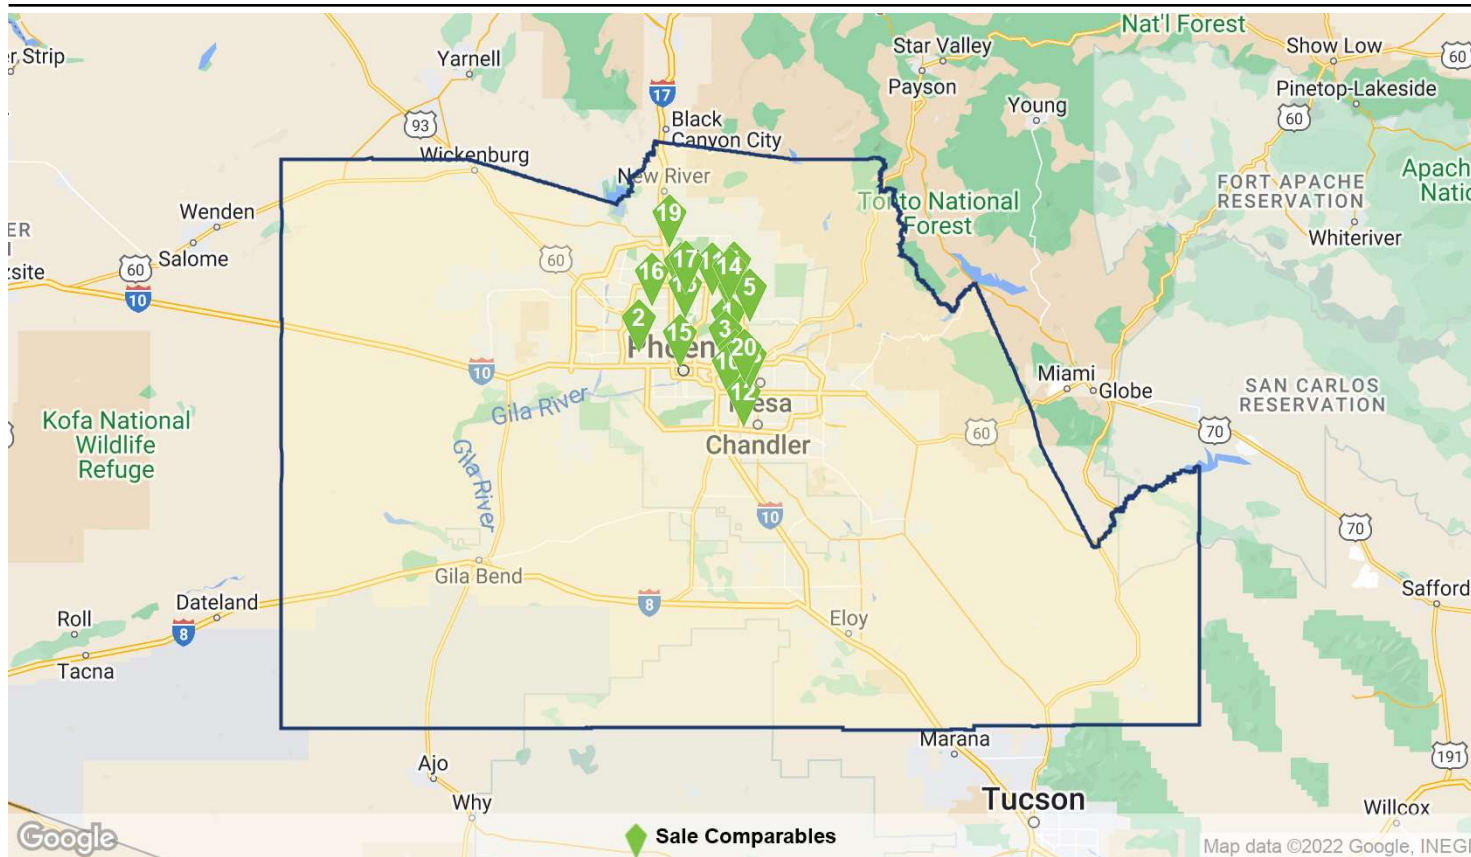 Nat'l Forest
Star Valley
Show Low
60
r Strip
Yarnell
Payson
17
Pinetop-Lakeside
Young
93
Black
Canyon City
60
Wickenburg
New River
Apach
Natio
FORT APACHE
RESERVATION
Tonto National
Forest
Wenden
19
ER
Whiteriver
Salome
60
60
zsite
17
14
16
5
10
2
3
15
20
Phoen
10
10
Miami
Globe
12
Mesa
SAN CARLOS
RESERVATION
Gila River
Kofa National
Wildlife
Refuge
60
70
Chandler
Gila River
10
70
Gila Bend
Safford
8
Dateland
Roll
Eloy
8
Tacna
Marana
191
Ajo
Tucson
Why
Willcox
Google
Sale Comparables
Map data ©2022 Google, INEGI